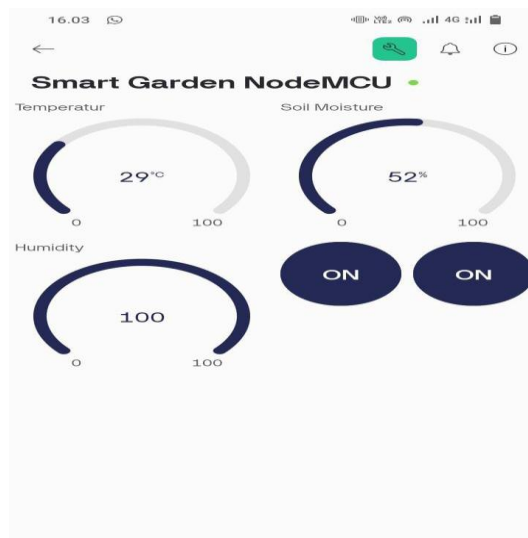 16.03 4G
Smart Garden NodeMCU
Temperatur Soil Moisture
29°C 52%
0 100 0 100
Humidity
ON ON
100
0 100